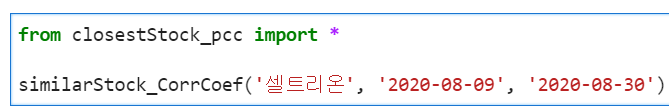 from closestStock_pcc import *
similarStock_CorrCoef('셀트리온', '2020-08-09', '2020-08-30')